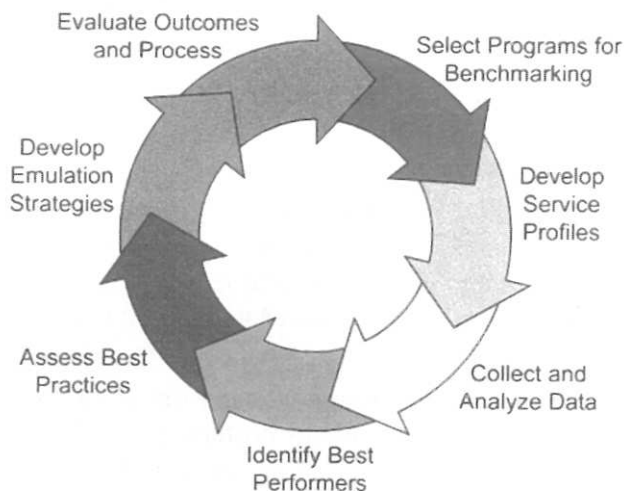 Evaluate Outcomes
and Process
Select Programs for
Benchmarking
Develop
Service
Profiles
Collect and
Analyze Data
Identify Best
Performers
Assess Best
Practices
Develop
Emulation
Strategies